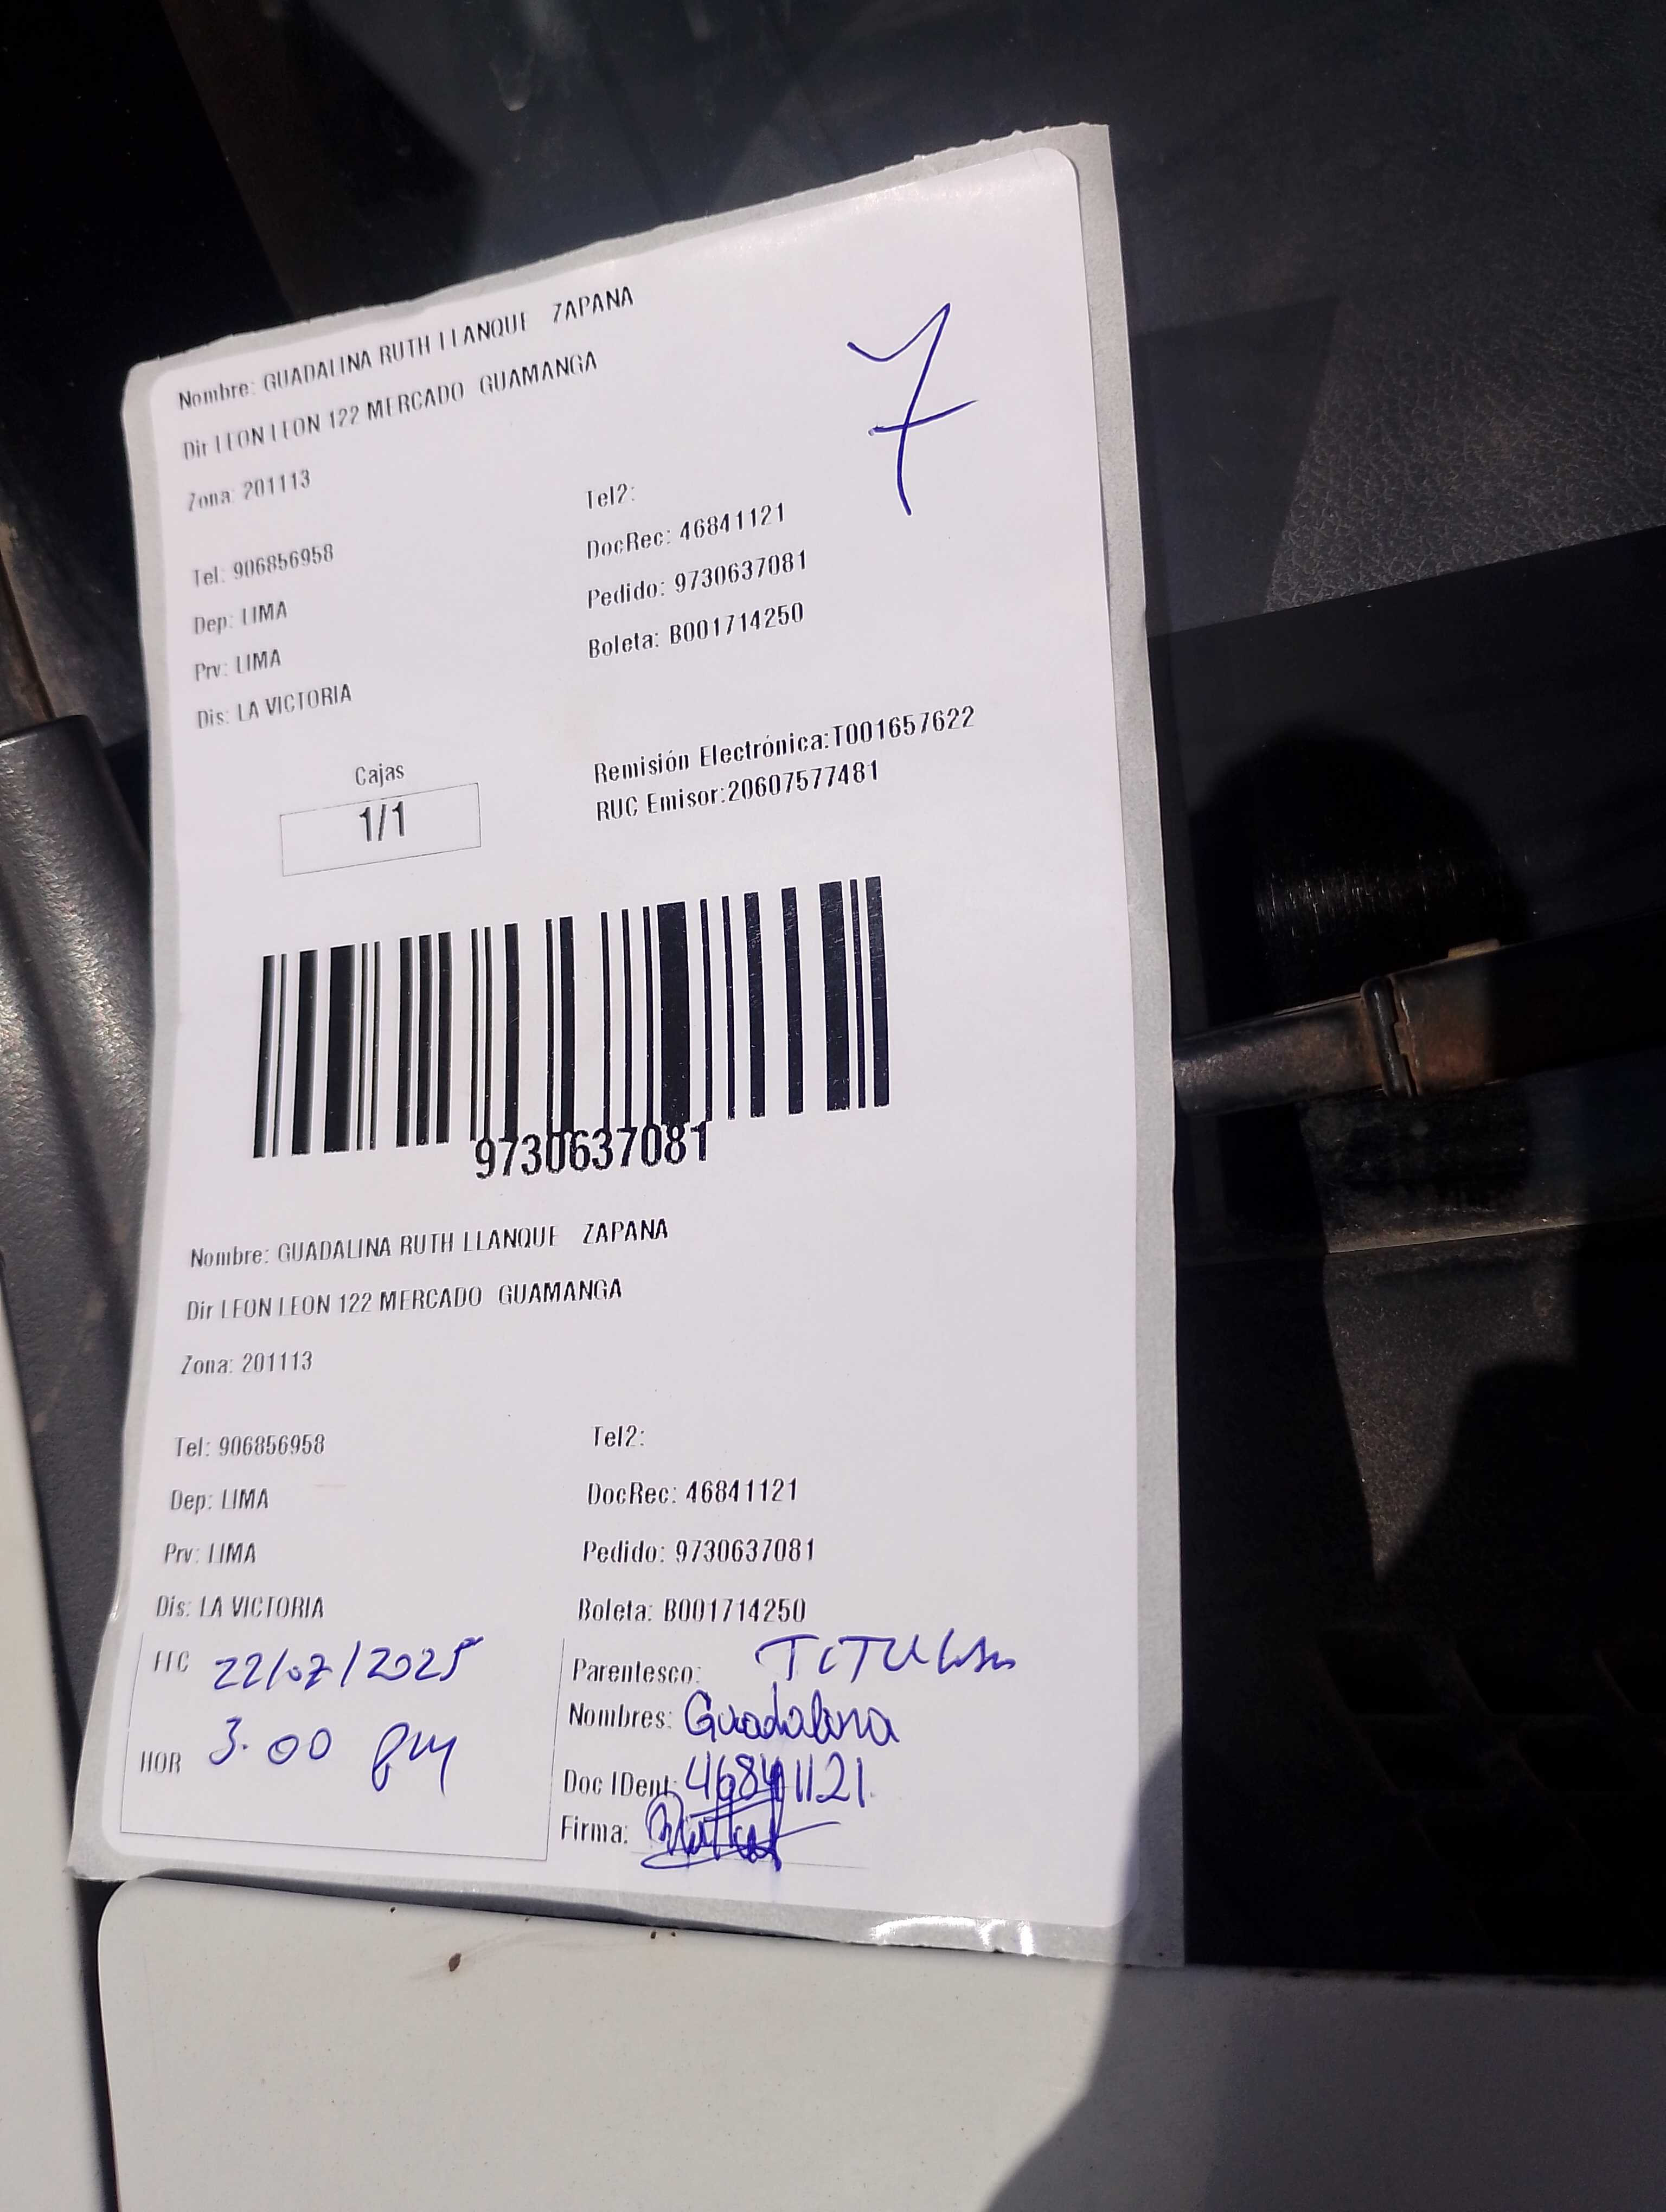 Nombre: GUADALINA RUTH LLANQUE ZAPANA
7
Dir LEON LEON 122 MERCADO GUAMANGA
Zona: 201113
Tel2:
Tel: 906856958
DocRec: 46841121
Dep: LIMA
Pedido: 9730637081
Prv: LIMA
Boleta: B001714250
Dis: LA VICTORIA
Cajas
1/1
Remisión Electrónica:T001657622
RUC Emisor:20607577481
9730637081
Nombre: GUADALINA RUTH LLANQUE ZAPANA
Dir LEON LEON 122 MERCADO GUAMANGA
Zona: 201113
Tel: 906856958
Tel2:
Dep: LIMA
DocRec: 46841121
Prv: LIMA
Pedido: 9730637081
Dis: LA VICTORIA
Boleta: B001714250
FEC 22/07/2025
HOR 3.00 pm
Parentesco: TITULAR
Nombres: Guadalina
Doc IDent: 46841121
Firma: